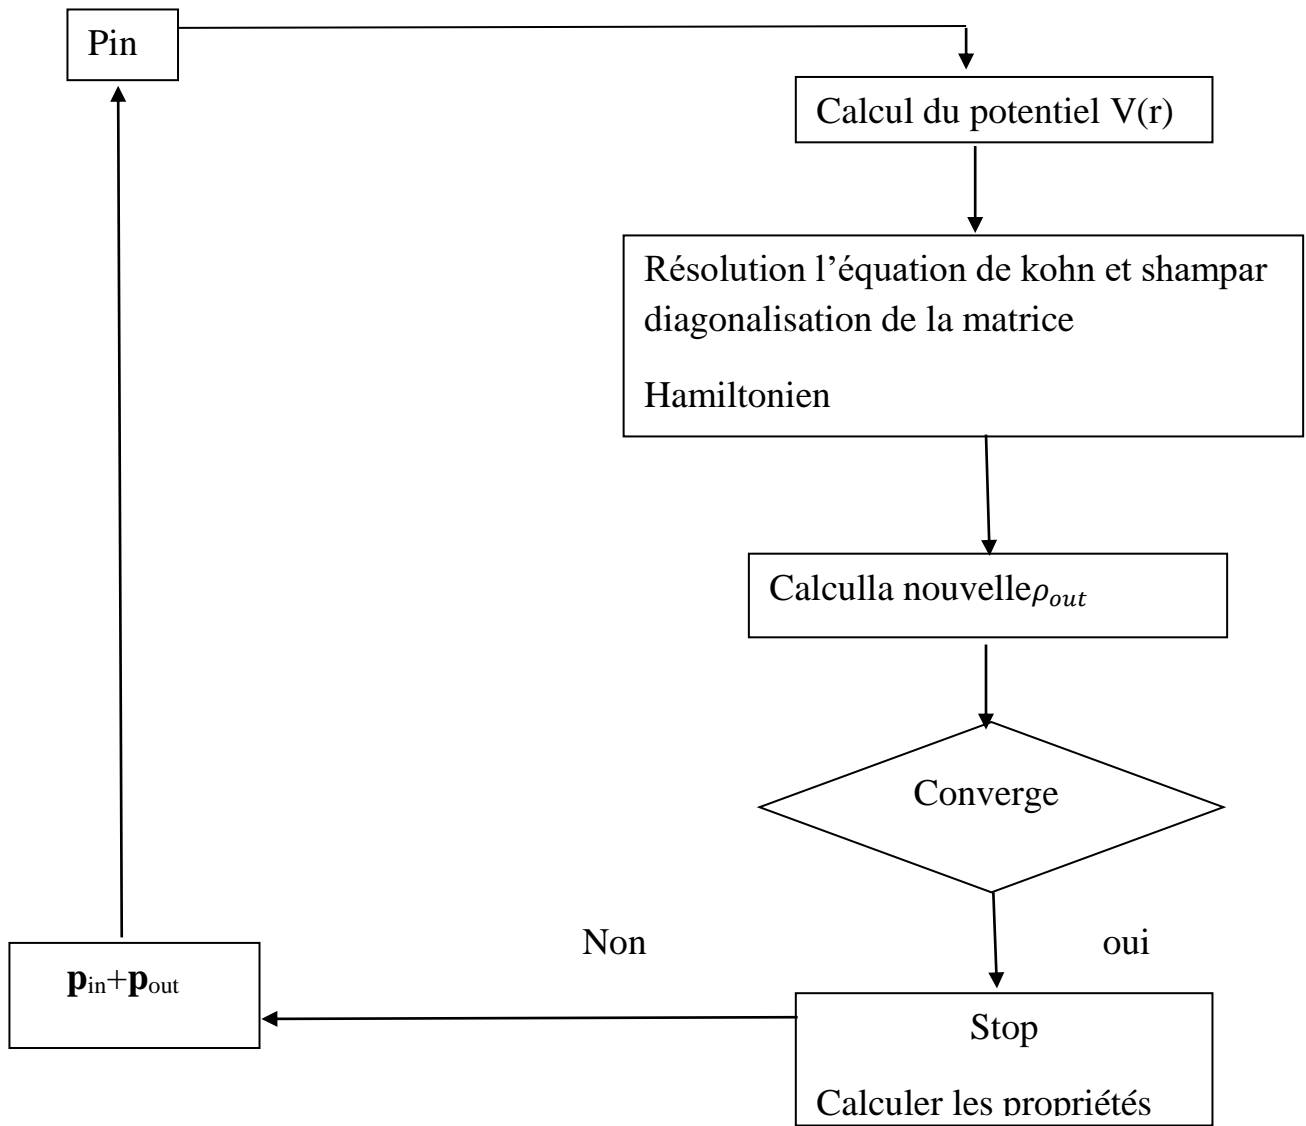 Pin
Calcul du potentiel V(r)
Résolution l’équation de kohn et shampar
diagonalisation de la matrice
Hamiltonien
Calculla nouvelleρout
Converge
Non
oui
pin+pout
Stop
Calculer les propriétés